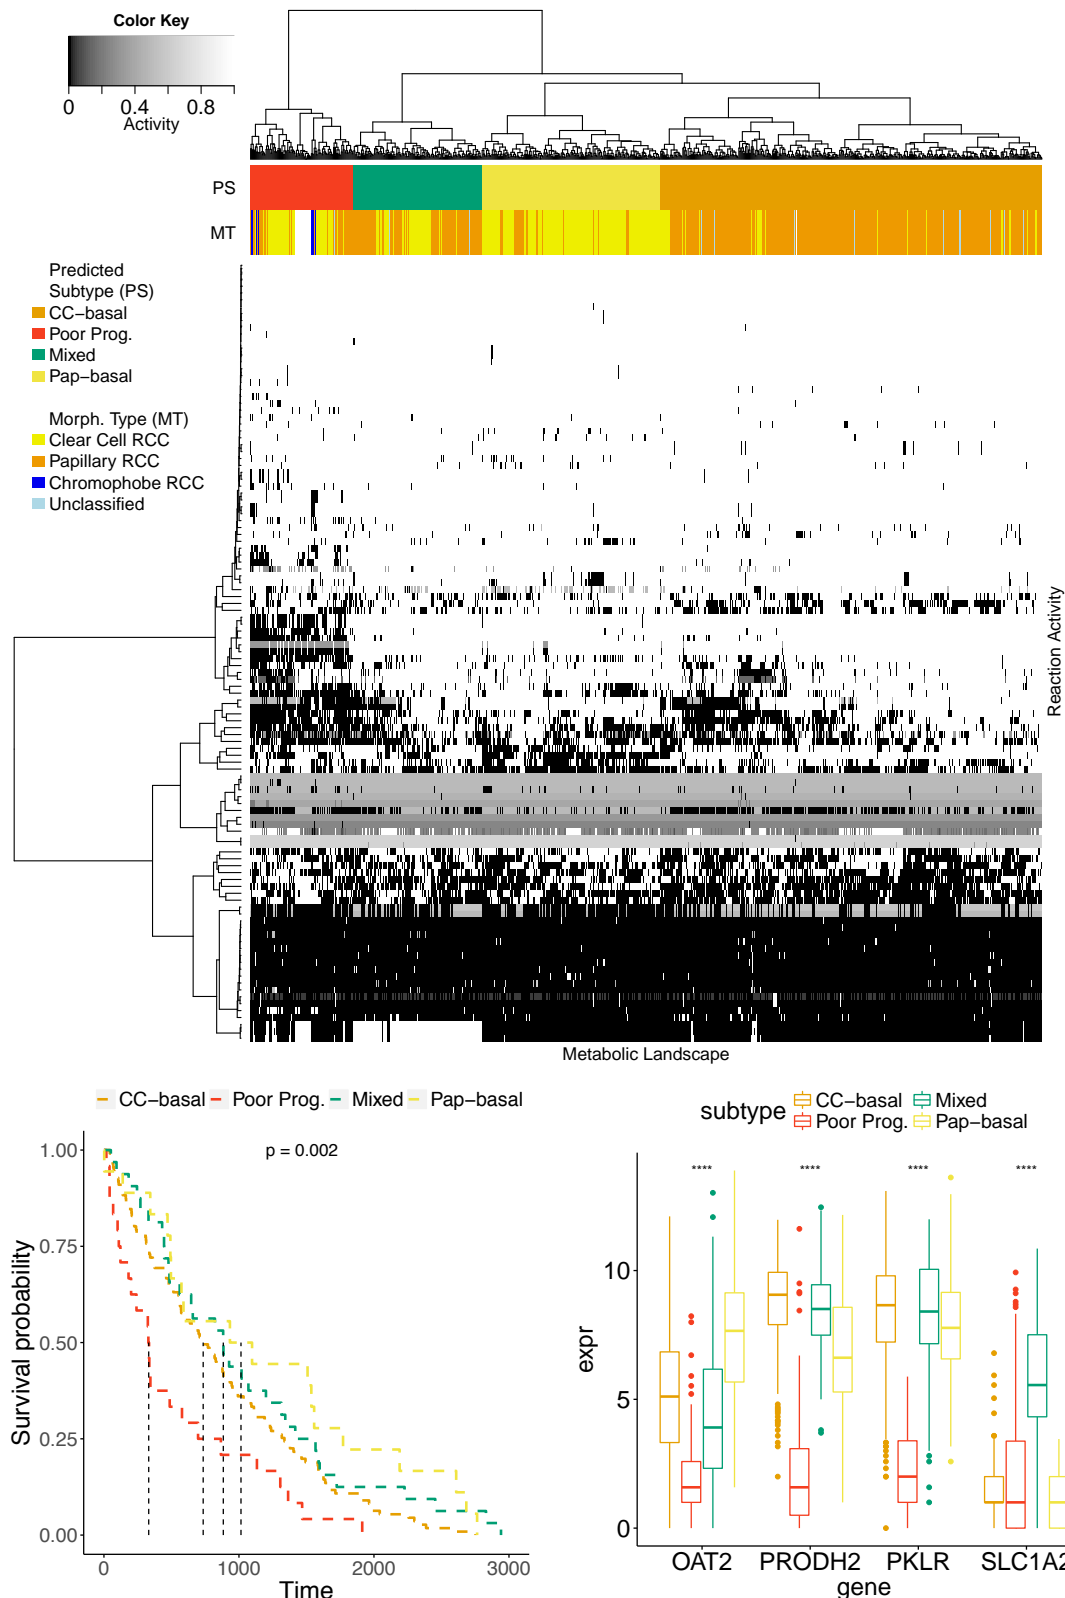 Color Key
0 0.4 0.8
Activity
PS
MT
Predicted
Subtype (PS)
CC−basal
Poor Prog.
Mixed
Pap−basal
Morph. Type (MT)
Clear Cell RCC
Papillary RCC
Chromophobe RCC
Unclassified
Reaction Activity
Metabolic Landscape
CC−basal Poor Prog. Mixed Pap−basal
p = 0.002
1.00
0.75
0.50
0.25
0.00
Survival probability
0 1000 2000 3000
Time
subtype
CC−basal Mixed
Poor Prog. Pap−basal
**** **** **** ****
10
5
0
expr
OAT2 PRODH2 PKLR SLC1A2
gene